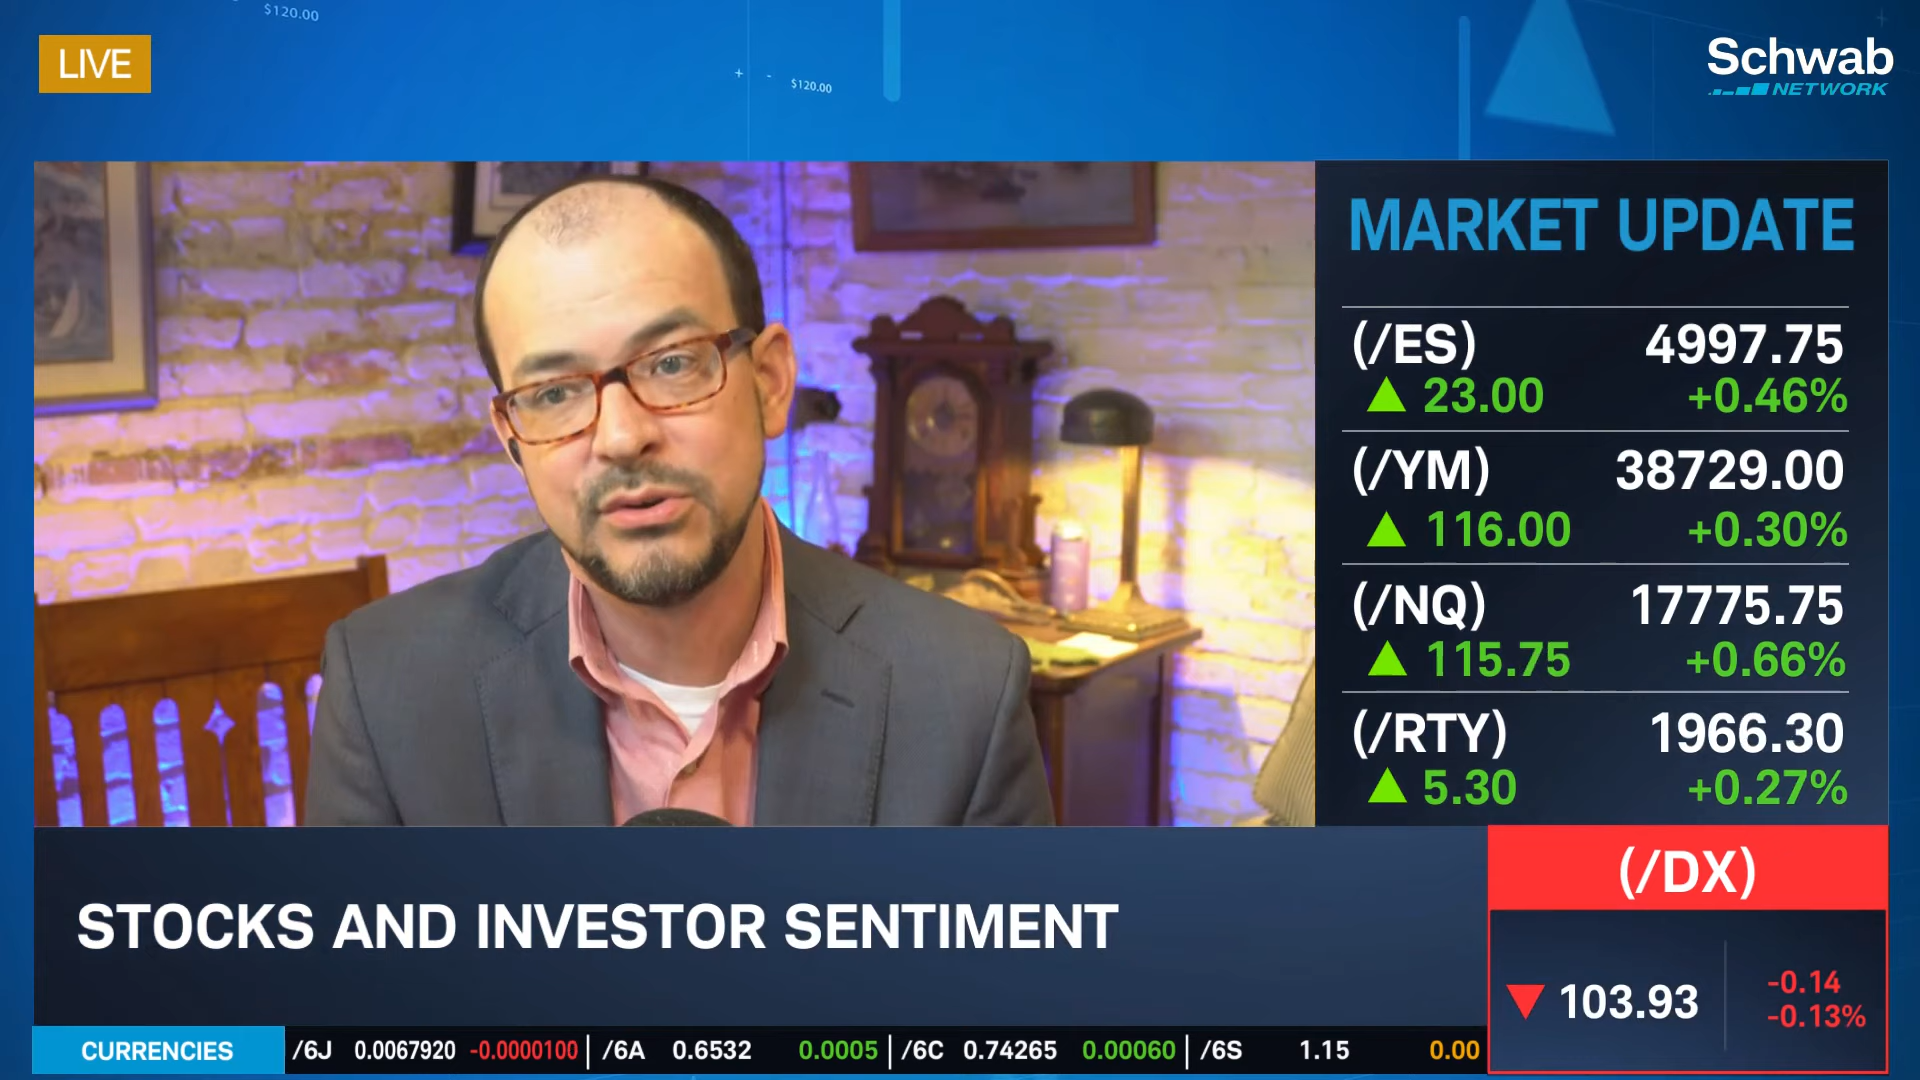 $120.00
LIVE
+ - $120.00
Schwab
NETWORK
MARKET UPDATE
(/ES) 4997.75
▲ 23.00 +0.46%
(/YM) 38729.00
▲ 116.00 +0.30%
(/NQ) 17775.75
▲ 115.75 +0.66%
(/RTY) 1966.30
▲ 5.30 +0.27%
STOCKS AND INVESTOR SENTIMENT
(/DX)
▼ 103.93 -0.14
-0.13%
CURRENCIES /6J 0.0067920 -0.0000100 | /6A 0.6532 0.0005 | /6C 0.74265 0.00060 | /6S 1.15 0.00